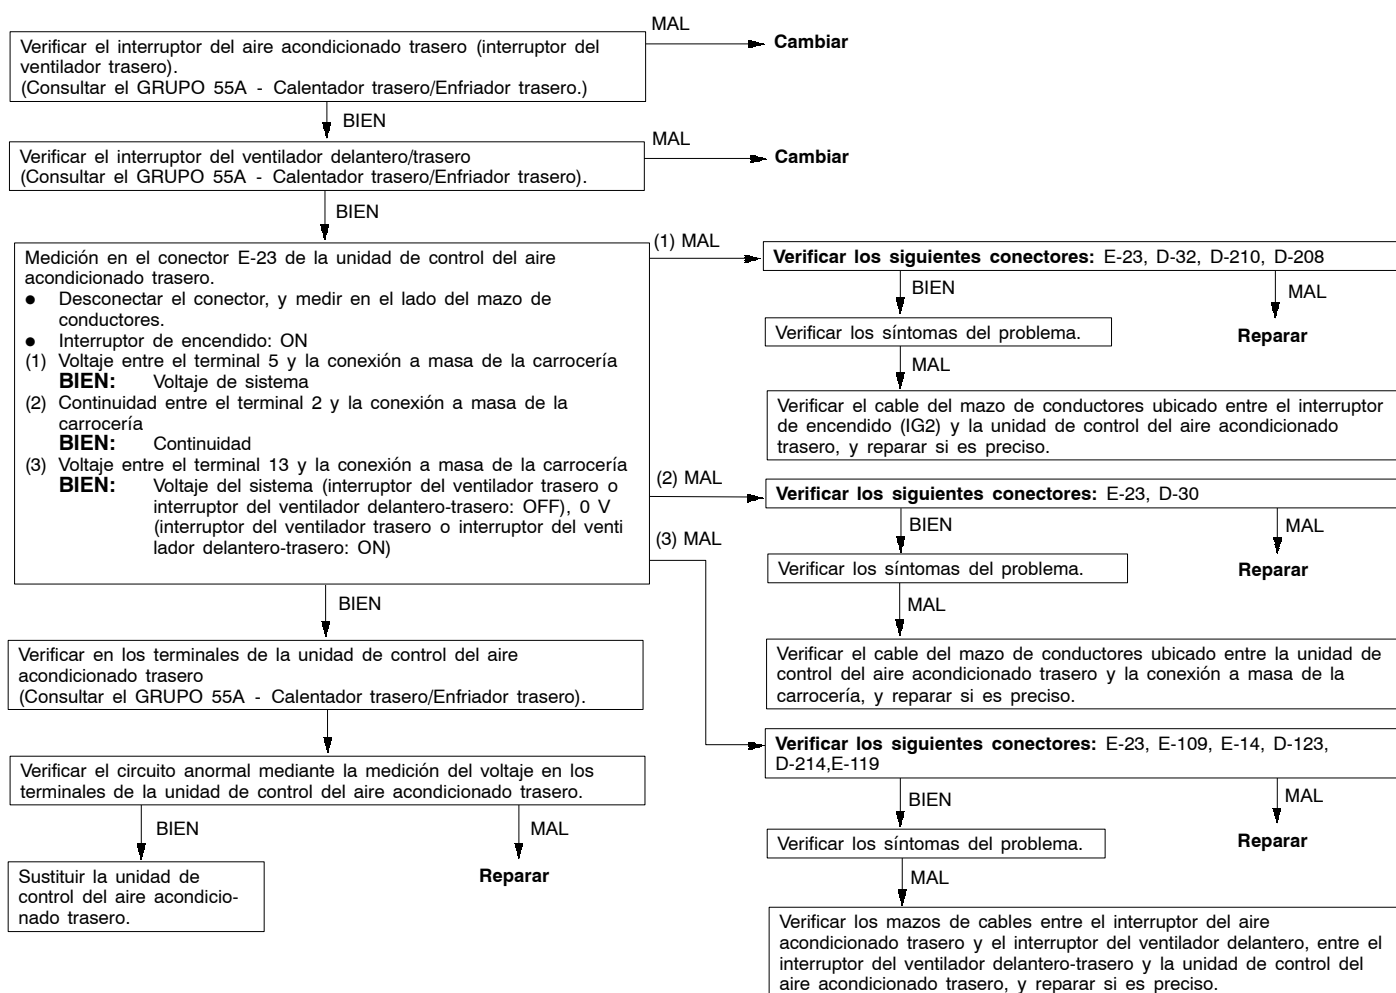 MAL
Verificar el interruptor del aire acondicionado trasero (interruptor del
ventilador trasero).
(Consultar el GRUPO 55A - Calentador trasero/Enfriador trasero.)
Cambiar
BIEN
MAL
Verificar el interruptor del ventilador delantero/trasero
(Consultar el GRUPO 55A - Calentador trasero/Enfriador trasero).
Cambiar
BIEN
Medición en el conector E-23 de la unidad de control del aire
acondicionado trasero.
● Desconectar el conector, y medir en el lado del mazo de
conductores.
● Interruptor de encendido: ON
(1) Voltaje entre el terminal 5 y la conexión a masa de la carrocería
BIEN: Voltaje de sistema
(2) Continuidad entre el terminal 2 y la conexión a masa de la
carrocería
BIEN: Continuidad
(3) Voltaje entre el terminal 13 y la conexión a masa de la carrocería
BIEN: Voltaje del sistema (interruptor del ventilador trasero o
interruptor del ventilador delantero-trasero: OFF), 0 V
(interruptor del ventilador trasero o interruptor del venti
lador delantero-trasero: ON)
(1) MAL
Verificar los siguientes conectores: E-23, D-32, D-210, D-208
BIEN
MAL
Verificar los síntomas del problema.
Reparar
MAL
Verificar el cable del mazo de conductores ubicado entre el interruptor
de encendido (IG2) y la unidad de control del aire acondicionado
trasero, y reparar si es preciso.
(2) MAL
Verificar los siguientes conectores: E-23, D-30
BIEN
MAL
Verificar los síntomas del problema.
Reparar
MAL
Verificar el cable del mazo de conductores ubicado entre la unidad de
control del aire acondicionado trasero y la conexión a masa de la
carrocería, y reparar si es preciso.
(3) MAL
Verificar los siguientes conectores: E-23, E-109, E-14, D-123,
D-214,E-119
BIEN
MAL
Verificar los síntomas del problema.
Reparar
MAL
Verificar los mazos de cables entre el interruptor del aire
acondicionado trasero y el interruptor del ventilador delantero, entre el
interruptor del ventilador delantero-trasero y la unidad de control del
aire acondicionado trasero, y reparar si es preciso.
BIEN
Verificar en los terminales de la unidad de control del aire
acondicionado trasero
(Consultar el GRUPO 55A - Calentador trasero/Enfriador trasero).
Verificar el circuito anormal mediante la medición del voltaje en los
terminales de la unidad de control del aire acondicionado trasero.
BIEN
MAL
Sustituir la unidad de
control del aire acondicio-
nado trasero.
Reparar